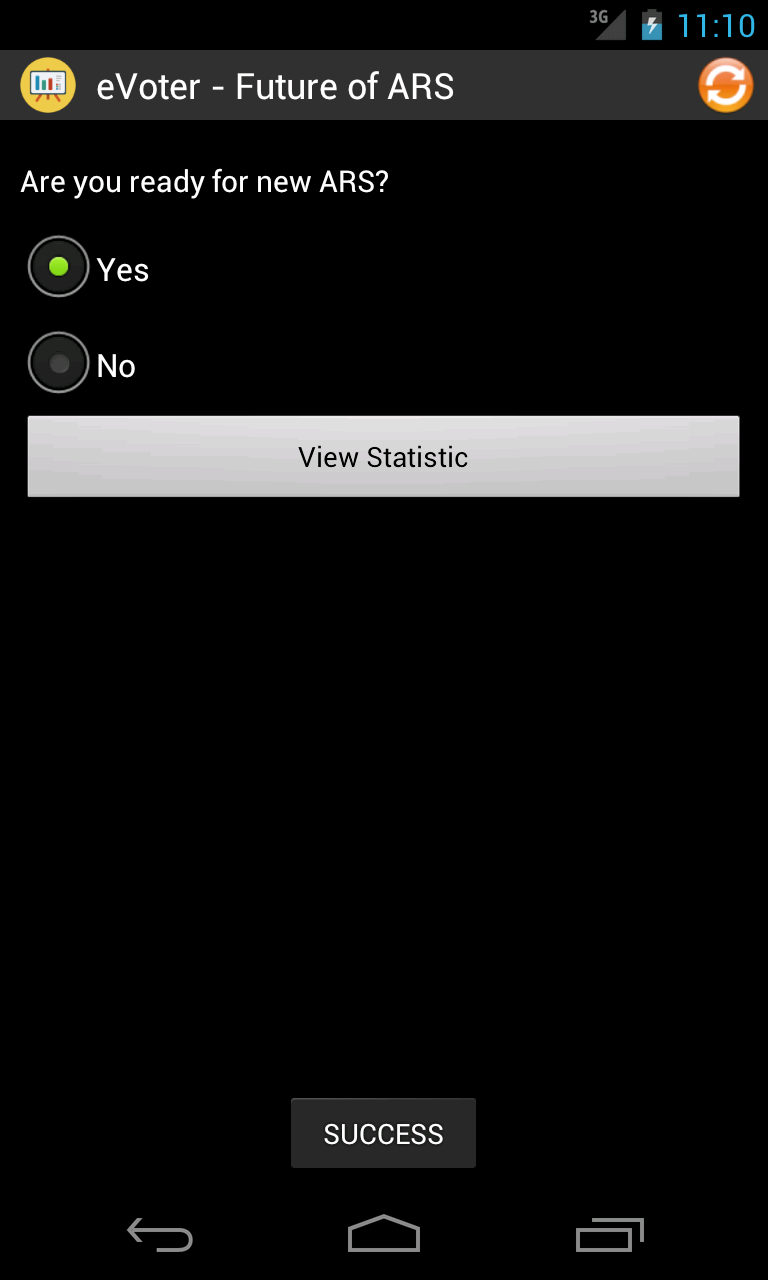 3G 11:10
eVoter - Future of ARS
Are you ready for new ARS?
Yes
No
View Statistic
SUCCESS